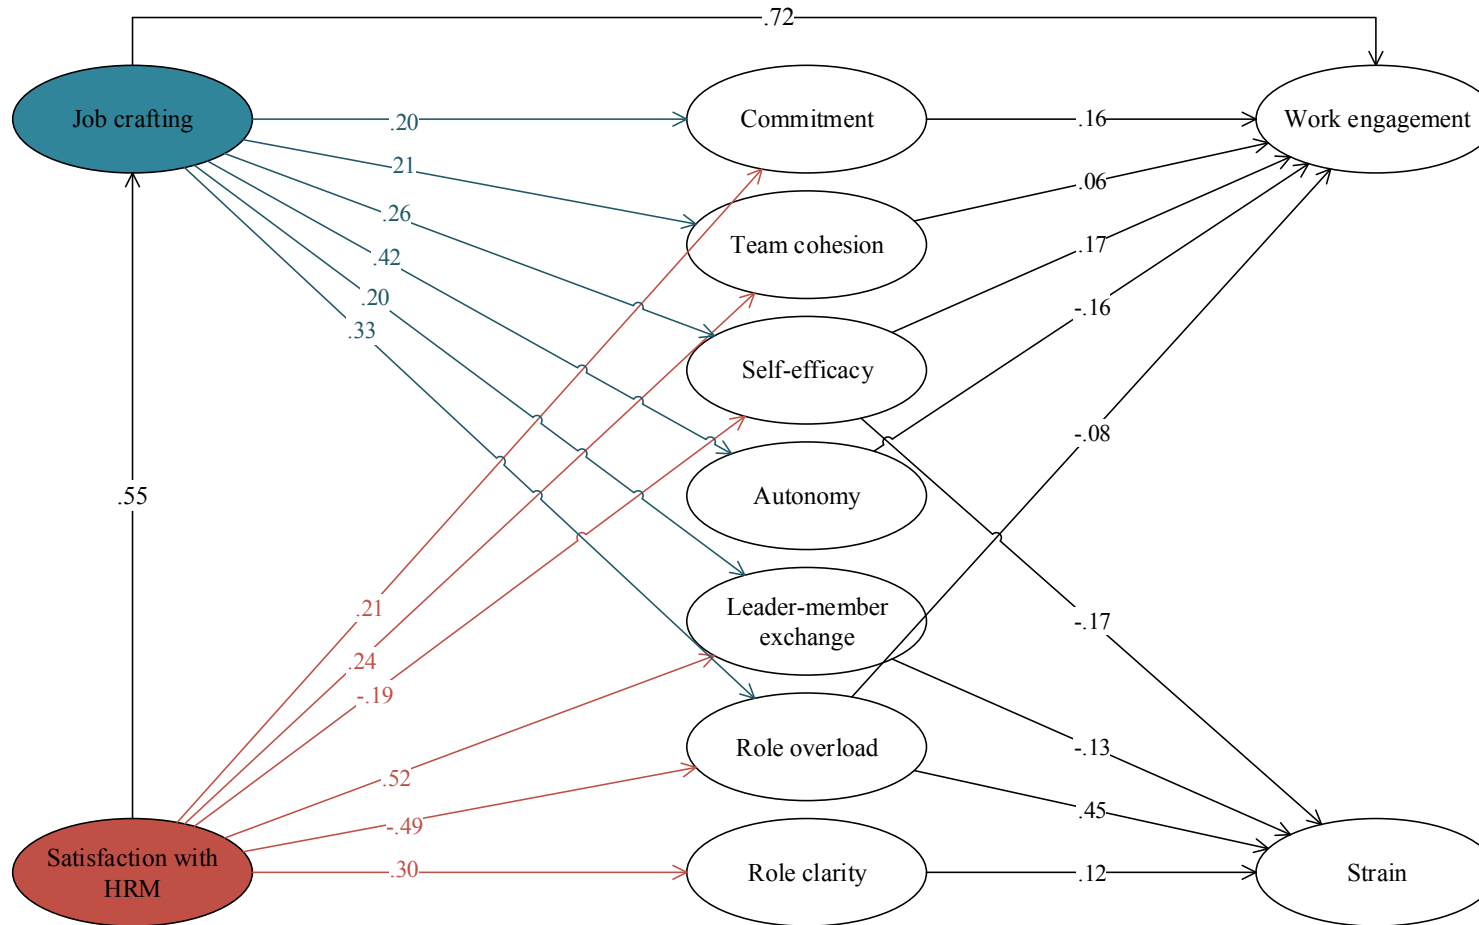 .72
Job crafting
Commitment
Work engagement
.20
.16
.21
.06
.26
Team cohesion
.17
.42
.20
-.16
.33
Self-efficacy
-.08
.55
Autonomy
.21
Leader-member
exchange
-.17
.24
-.19
Role overload
-.13
.52
.45
-.49
Satisfaction with
HRM
.30
Role clarity
.12
Strain